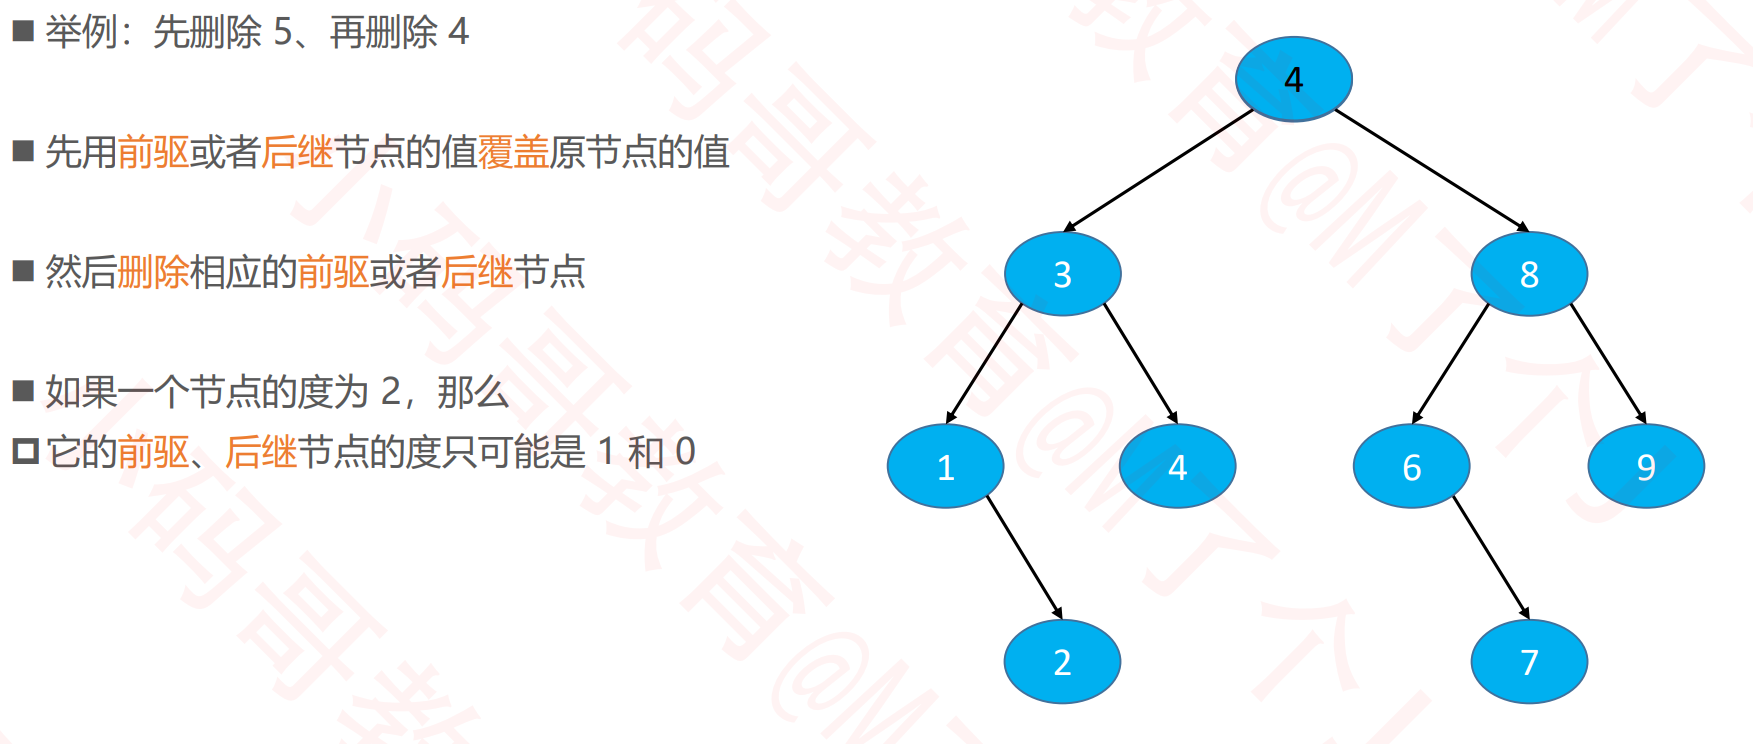 ■ 举例：先删除 5、再删除 4
■ 先用前驱或者后继节点的值覆盖原节点的值
■ 然后删除相应的前驱或者后继节点
■ 如果一个节点的度为 2，那么
它的前驱、后继节点的度只可能是 1 和 0
4
3 8
1 4 6 9
2 7
小码哥教育@M了个J